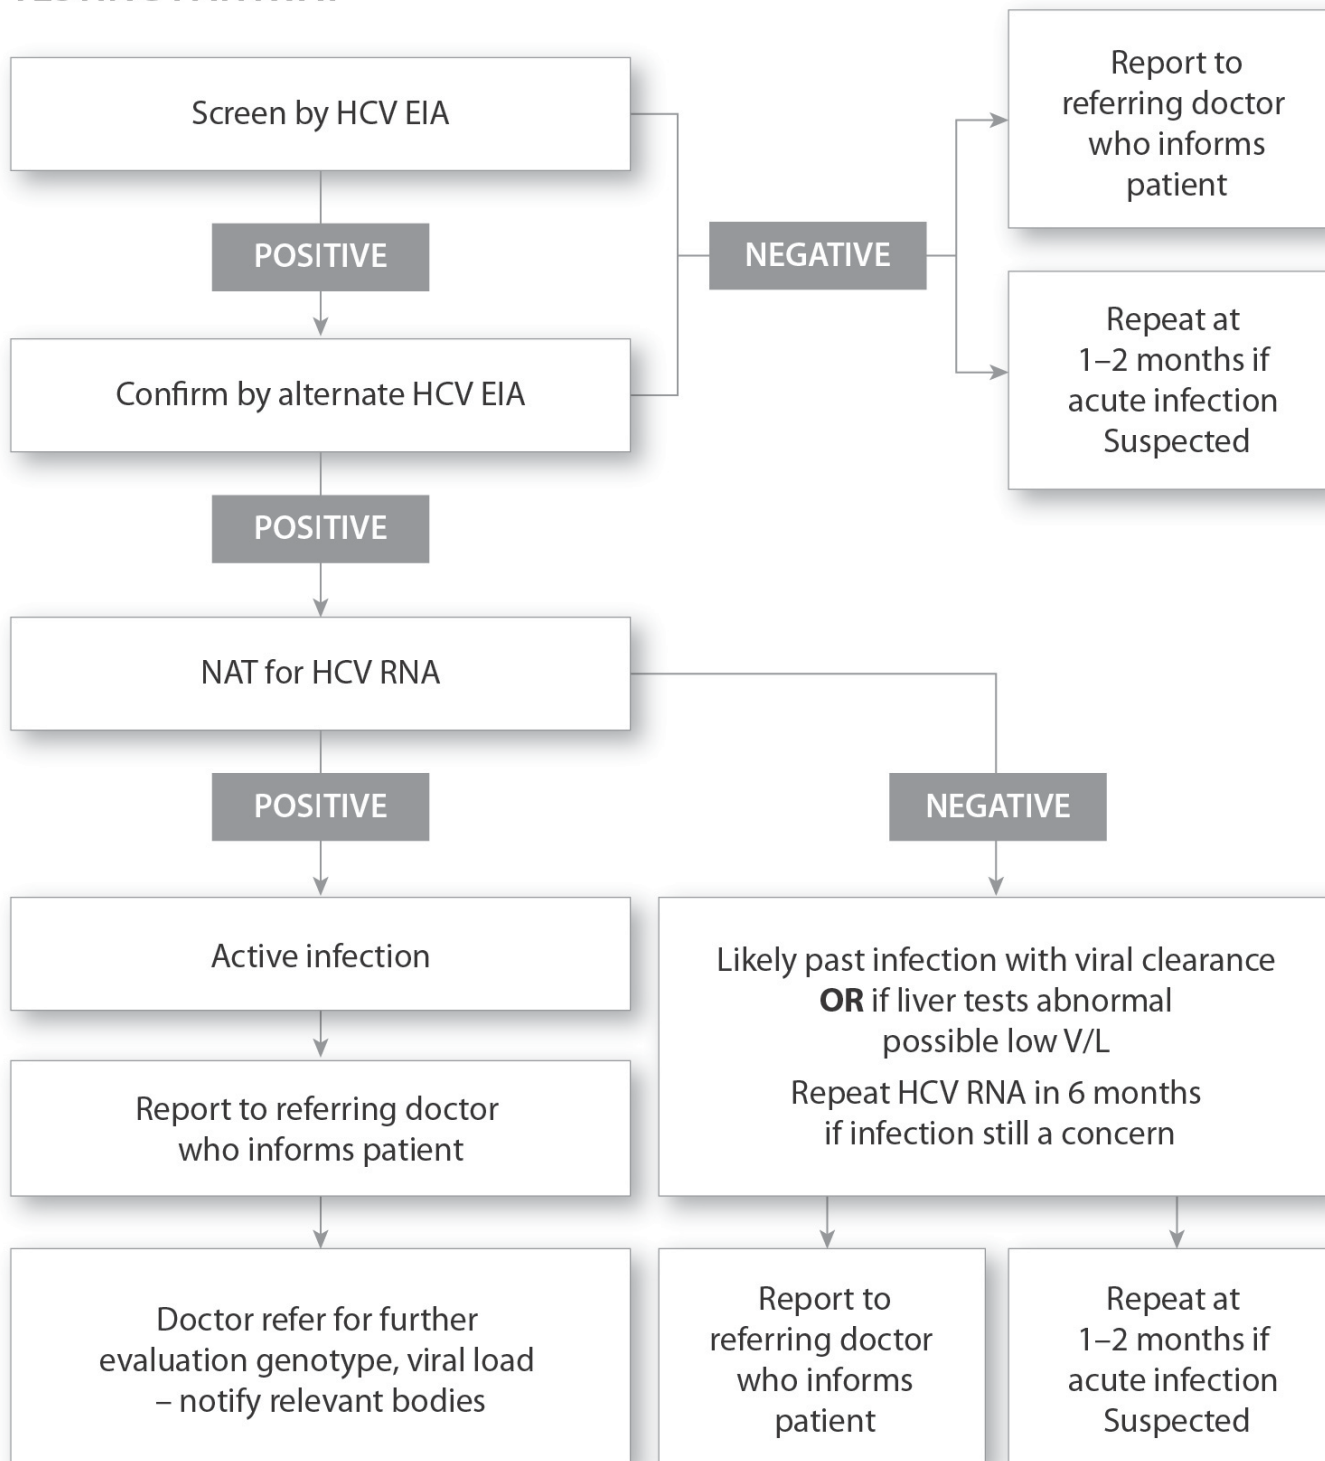 Screen by HCV EIA
POSITIVE
Confirm by alternate HCV EIA
NEGATIVE
Report to
referring doctor
who informs
patient
Repeat at
1–2 months if
acute infection
Suspected
POSITIVE
NAT for HCV RNA
POSITIVE
NEGATIVE
Active infection
Report to referring doctor
who informs patient
Doctor refer for further
evaluation genotype, viral load
– notify relevant bodies
Likely past infection with viral clearance
OR if liver tests abnormal
possible low V/L
Repeat HCV RNA in 6 months
if infection still a concern
Report to
referring doctor
who informs
patient
Repeat at
1–2 months if
acute infection
Suspected